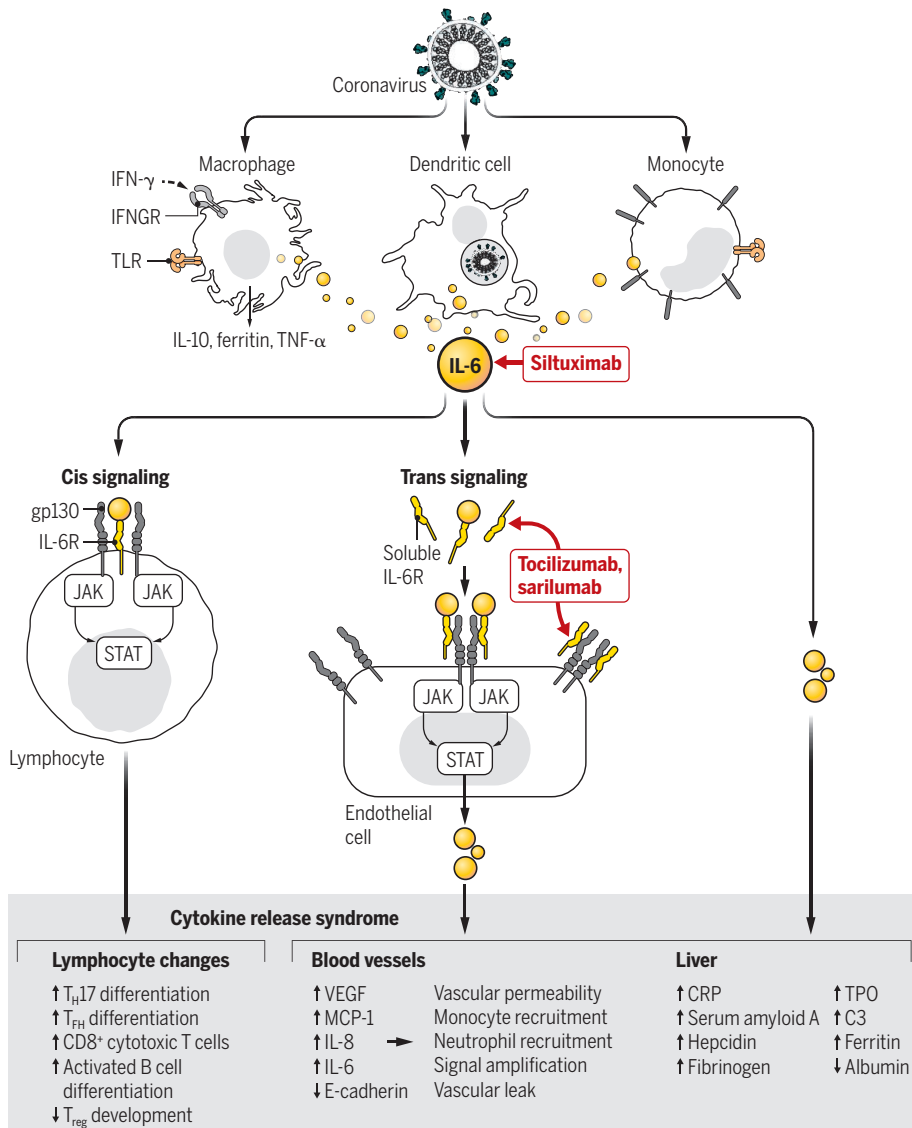 Coronavirus
Macrophage
Dendritic cell
Monocyte
IFN-γ
IFNGR
TLR
IL-10, ferritin, TNF-α
IL-6
Siltuximab
Cis signaling
Trans signaling
gp130
IL-6R
Soluble
IL-6R
Tocilizumab,
sarilumab
JAK
JAK
STAT
JAK
JAK
STAT
Lymphocyte
Endothelial
cell
Cytokine release syndrome
Lymphocyte changes
↑ TH17 differentiation
↑ TFH differentiation
↑ CD8+ cytotoxic T cells
↑ Activated B cell
differentiation
↓ Treg development
Blood vessels
↑ VEGF Vascular permeability
↑ MCP-1 Monocyte recruitment
↑ IL-8 → Neutrophil recruitment
↑ IL-6 Signal amplification
↓ E-cadherin Vascular leak
Liver
↑ CRP ↑ TPO
↑ Serum amyloid A ↑ C3
↑ Hepcidin ↑ Ferritin
↑ Fibrinogen ↓ Albumin